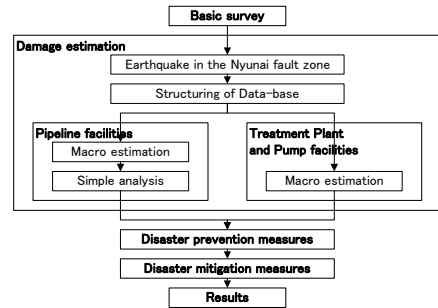 Basic survey
Damage estimation
Earthquake in the Nyunai fault zone
Structuring of Data-base
Pipeline facilities
Macro estimation
Simple analysis
Treatment Plant
and Pump facilities
Macro estimation
Disaster prevention measures
Disaster mitigation measures
Results